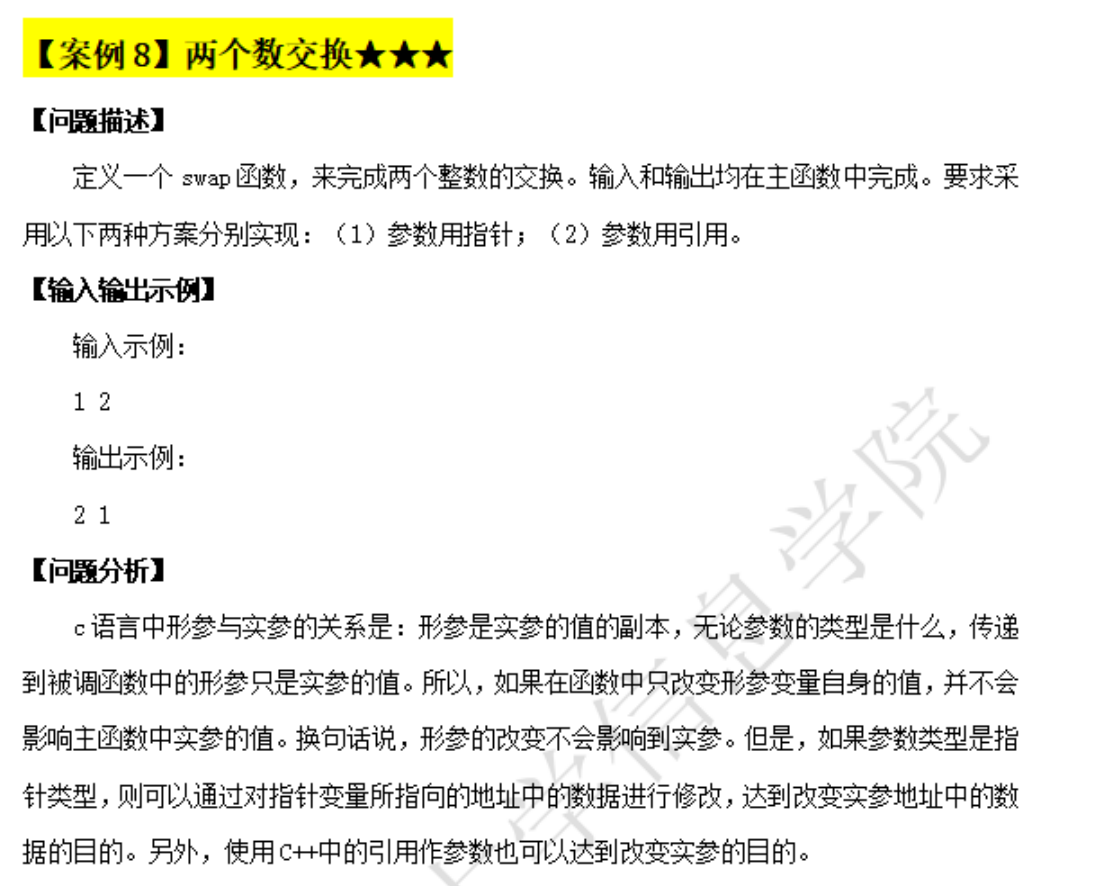 【案例 8】两个数交换★★★
【问题描述】
定义一个 swap 函数，来完成两个整数的交换。输入和输出均在主函数中完成。要求采
用以下两种方案分别实现：（1）参数用指针；（2）参数用引用。
【输入输出示例】
输入示例：
1 2
输出示例：
2 1
【问题分析】
c 语言中形参与实参的关系是：形参是实参的值的副本，无论参数的类型是什么，传递
到被调函数中的形参只是实参的值。所以，如果在函数中只改变形参变量自身的值，并不会
影响主函数中实参的值。换句话说，形参的改变不会影响到实参。但是，如果参数类型是指
针类型，则可以通过对指针变量所指向的地址中的数据进行修改，达到改变实参地址中的数
据的目的。另外，使用 C++中的引用作参数也可以达到改变实参的目的。
学信息学院